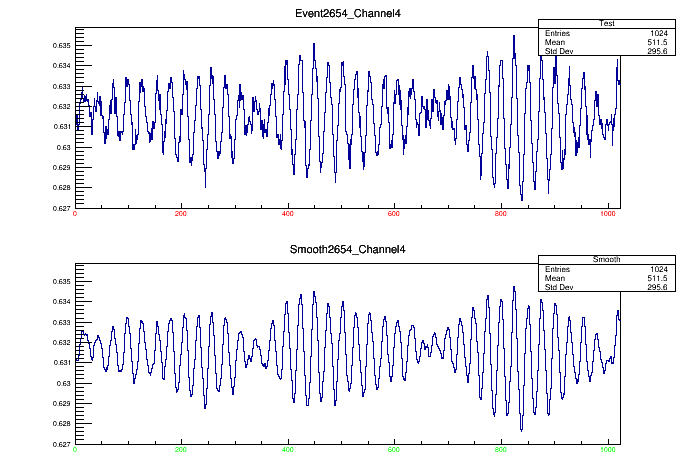 Event2654_Channel4
Test
Entries 1024
Mean 511.5
Std Dev 295.6
0.635
0.634
0.633
0.632
0.631
0.63
0.629
0.628
0.627
0 200 400 600 800 1000
Smooth2654_Channel4
Smooth
Entries 1024
Mean 511.5
Std Dev 295.6
0.635
0.634
0.633
0.632
0.631
0.63
0.629
0.628
0.627
0 200 400 600 800 1000